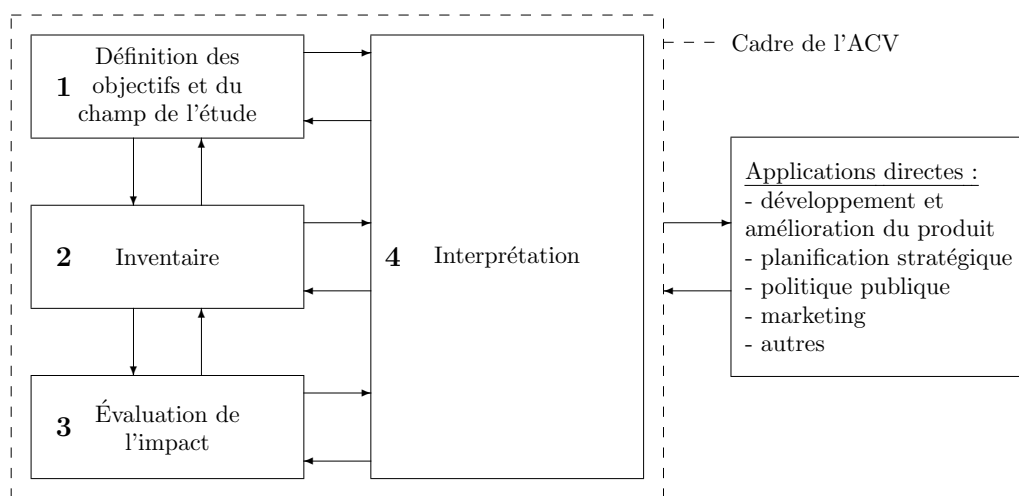 Définition des
objectifs et du
1
champ de l'étude
Cadre de l'ACV
2 Inventaire
4 Interprétation
3 Évaluation de
l'impact
Applications directes :
- développement et
amélioration du produit
- planification stratégique
- politique publique
- marketing
- autres